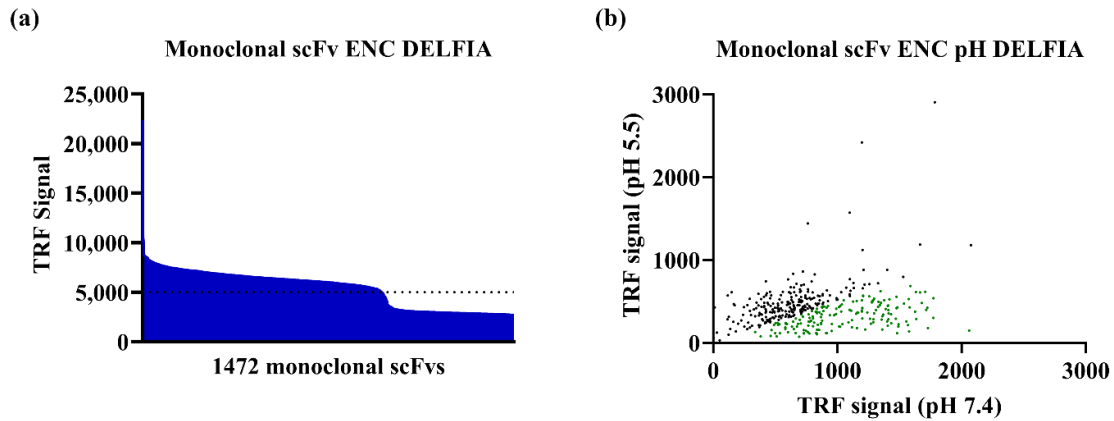 (a)
Monoclonal scFv ENC DELFIA
TRF Signal
25,000
20,000
15,000
10,000
5,000
0
1472 monoclonal scFvs
(b)
Monoclonal scFv ENC pH DELFIA
TRF signal (pH 5.5)
3000
2000
1000
0
0 1000 2000 3000
TRF signal (pH 7.4)